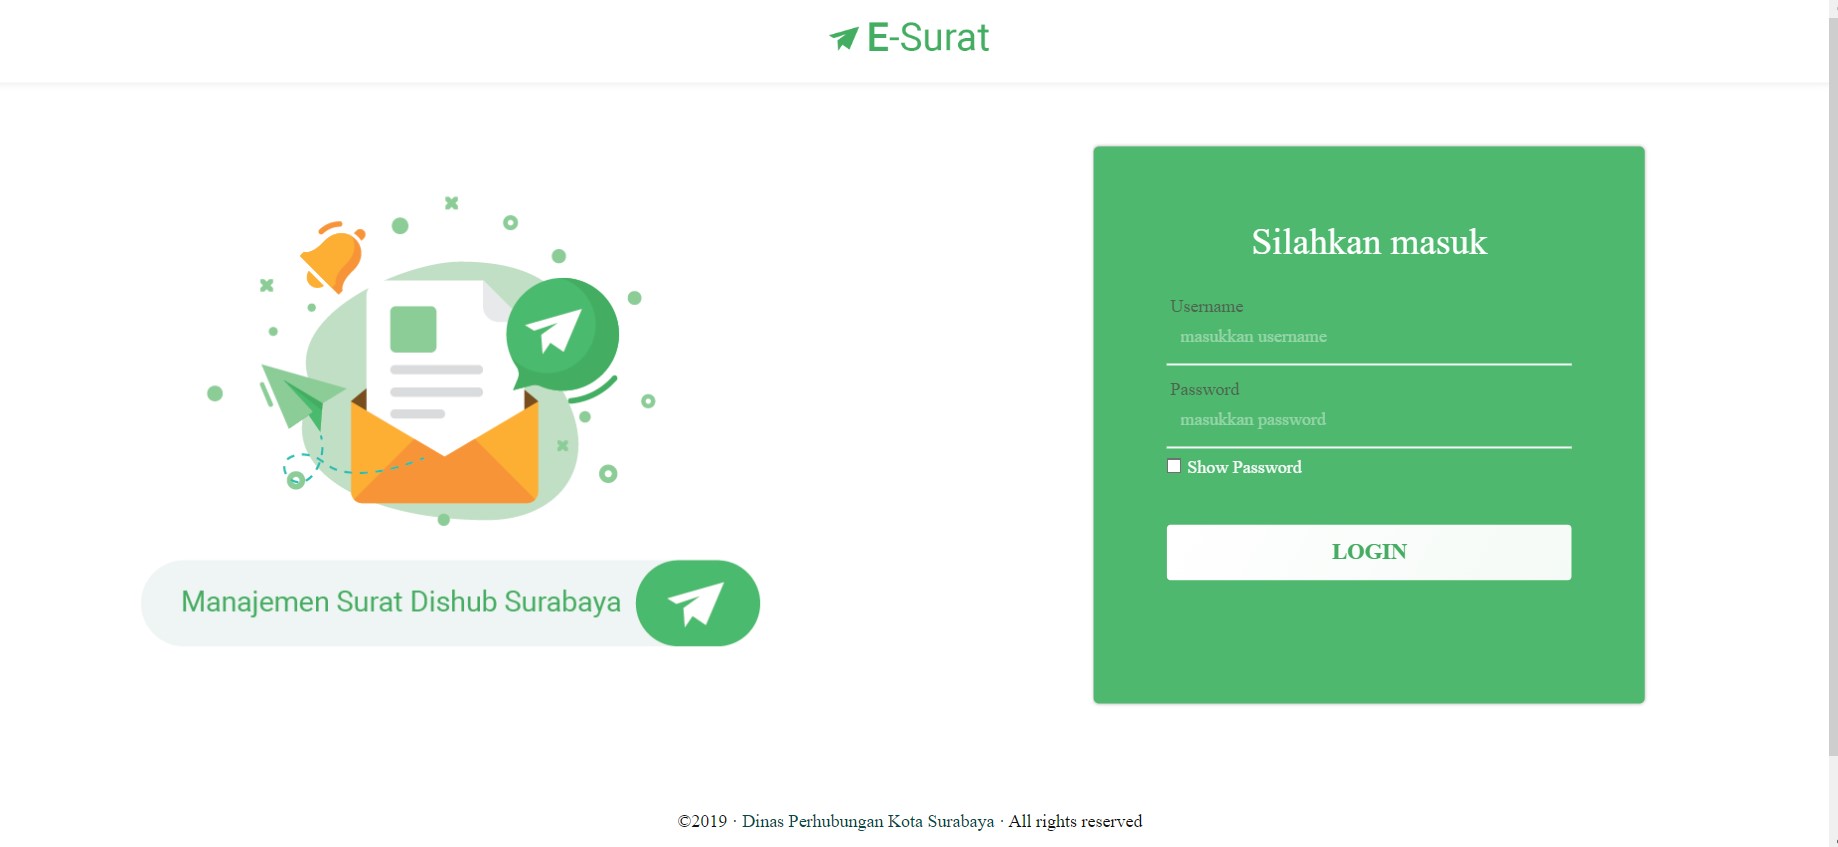 E-Surat
Manajemen Surat Dishub Surabaya
Silahkan masuk
Username
masukkan username
Password
masukkan password
Show Password
LOGIN
©2019 · Dinas Perhubungan Kota Surabaya · All rights reserved